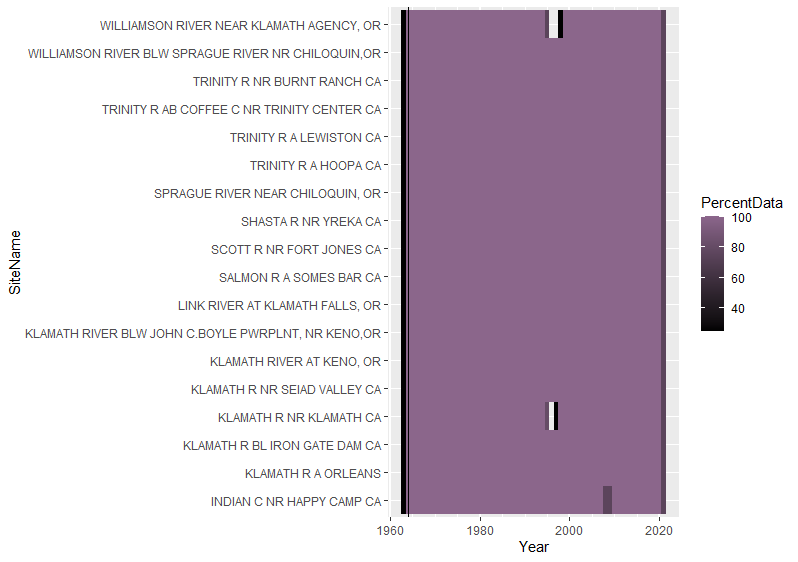 WILLIAMSON RIVER NEAR KLAMATH AGENCY, OR
WILLIAMSON RIVER BLW SPRAGUE RIVER NR CHILOQUIN,OR
TRINITY R NR BURNT RANCH CA
TRINITY R AB COFFEE C NR TRINITY CENTER CA
TRINITY R A LEWISTON CA
TRINITY R A HOOPA CA
SPRAGUE RIVER NEAR CHILOQUIN, OR
SHASTA R NR YREKA CA
SCOTT R NR FORT JONES CA
SALMON R A SOMES BAR CA
LINK RIVER AT KLAMATH FALLS, OR
KLAMATH RIVER BLW JOHN C.BOYLE PWRPLNT, NR KENO,OR
KLAMATH RIVER AT KENO, OR
KLAMATH R NR SEIAD VALLEY CA
KLAMATH R NR KLAMATH CA
KLAMATH R BL IRON GATE DAM CA
KLAMATH R A ORLEANS
INDIAN C NR HAPPY CAMP CA
SiteName
1960 1980 2000 2020
Year
PercentData
100
80
60
40